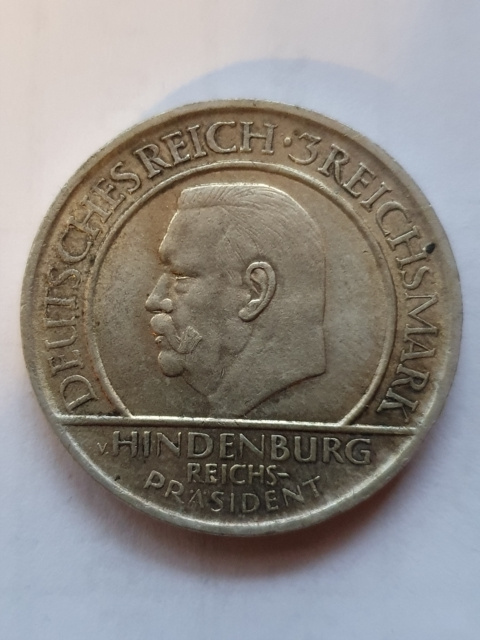 DEUTSCHES REICH · 3 REICHSMARK
v. HINDENBURG
REICHS-
PRÄSIDENT